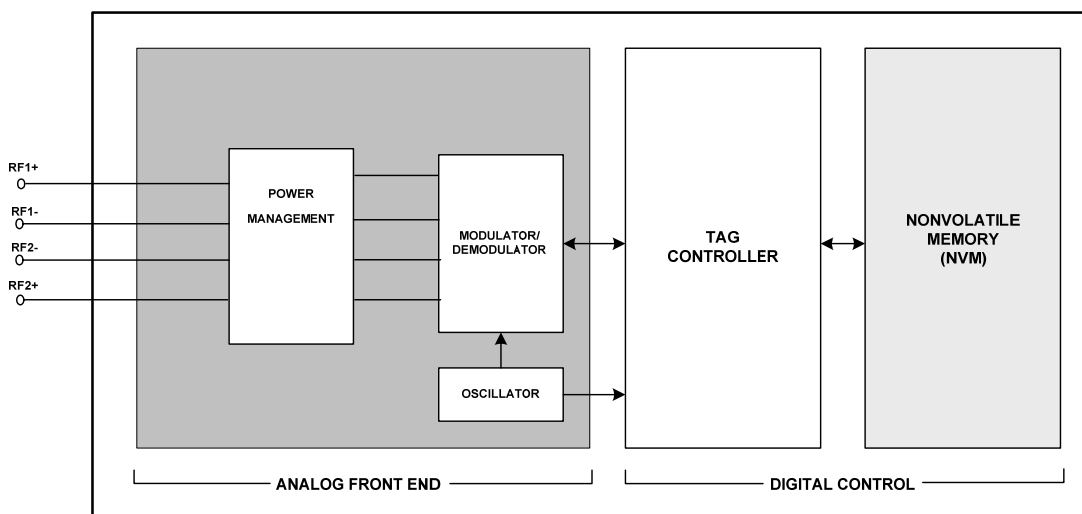 RF1+
RF1-
RF2-
RF2+
POWER
MANAGEMENT
MODULATOR/
DEMODULATOR
OSCILLATOR
TAG
CONTROLLER
NONVOLATILE
MEMORY
(NVM)
ANALOG FRONT END
DIGITAL CONTROL